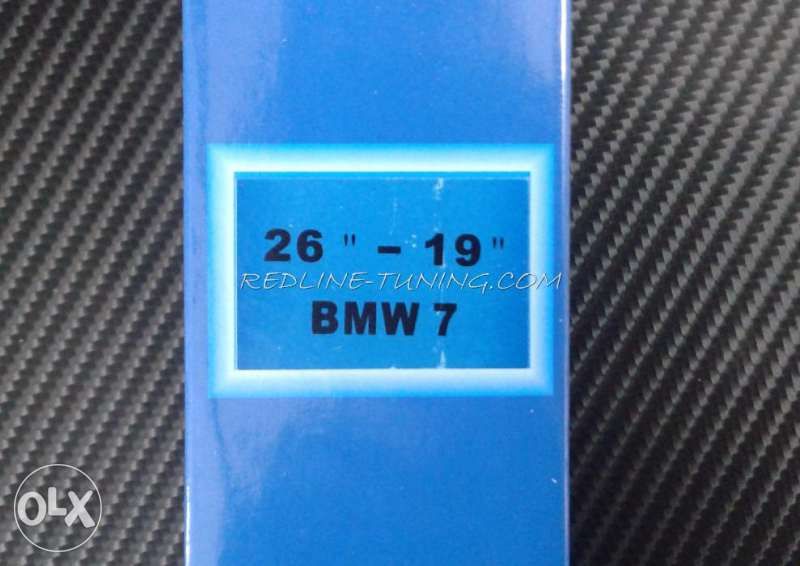 26 " - 19 "
REDLINE-TUNING.COM
BMW 7
OLX